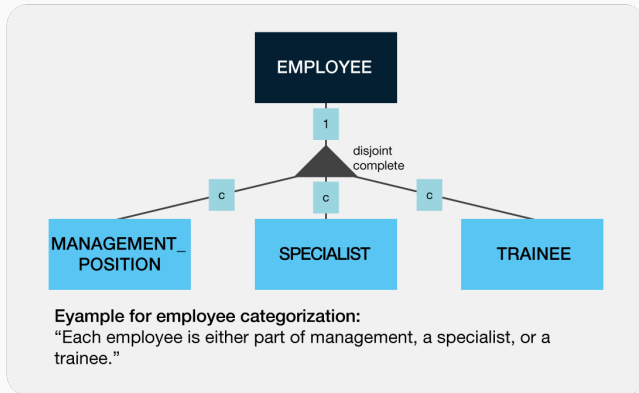 EMPLOYEE
1
disjoint
complete
c
c
c
MANAGEMENT_
POSITION
SPECIALIST
TRAINEE
Eyample for employee categorization:
“Each employee is either part of management, a specialist, or a
trainee.”